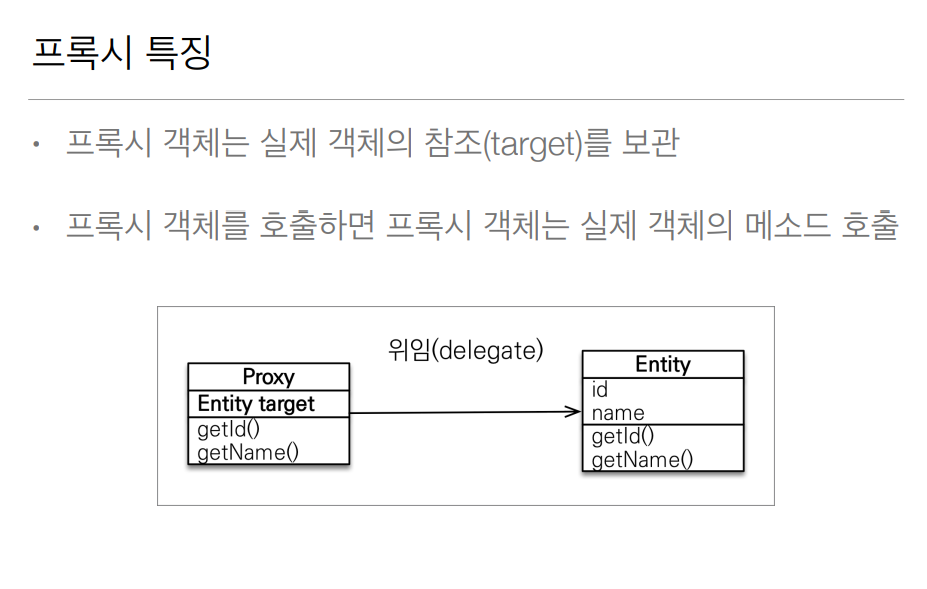 프록시 특징
• 프록시 객체는 실제 객체의 참조(target)를 보관
• 프록시 객체를 호출하면 프록시 객체는 실제 객체의 메소드 호출
위임(delegate)
Proxy
Entity target
getId()
getName()
Entity
id
name
getId()
getName()